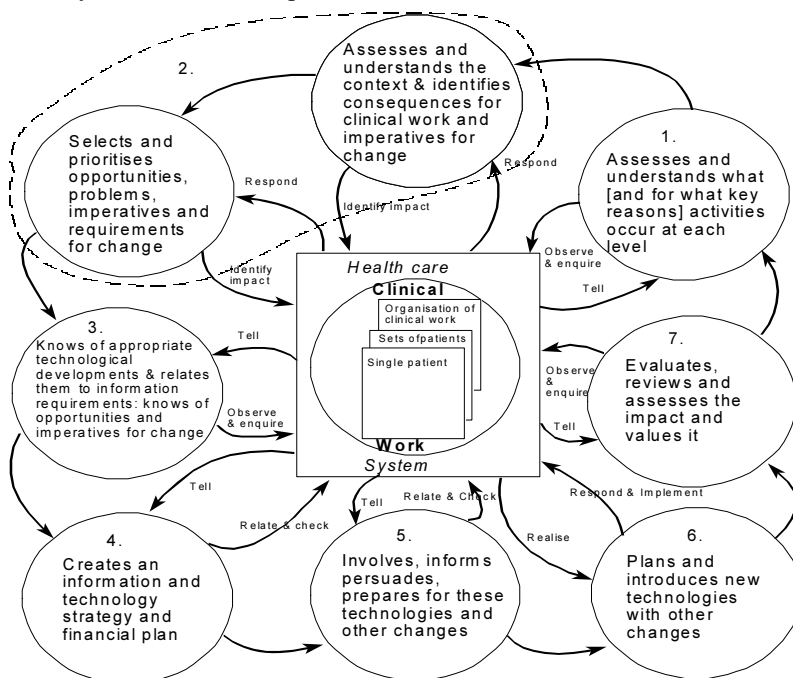 2.
Assesses and
understands the
context & identifies
consequences for
clinical work and
imperatives for
change
Selects and
prioritises
opportunities,
problems,
imperatives and
requirements
for change
1.
Assesses and
understands what
[and for what key
reasons] activities
occur at each
level
Respond
Respond
Identify impact
Identify
impact
Observe
& enquire
Tell
Health care
Clinical
Organisation of
clinical work
Sets ofpatients
Single patient
Work
System
3.
Knows of appropriate
technological
developments & relates
them to information
requirements: knows of
opportunities and
imperatives for change
Tell
Observe
& enquire
7.
Evaluates,
reviews and
assesses the
impact and
values it
Observe
& enquire
Tell
Tell
Relate & check
Tell
Relate & Check
Respond & Implement
Realise
4.
Creates an
information and
technology
strategy and
financial plan
5.
Involves, informs
persuades,
prepares for these
technologies and
other changes
6.
Plans and
introduces new
technologies
with other
changes